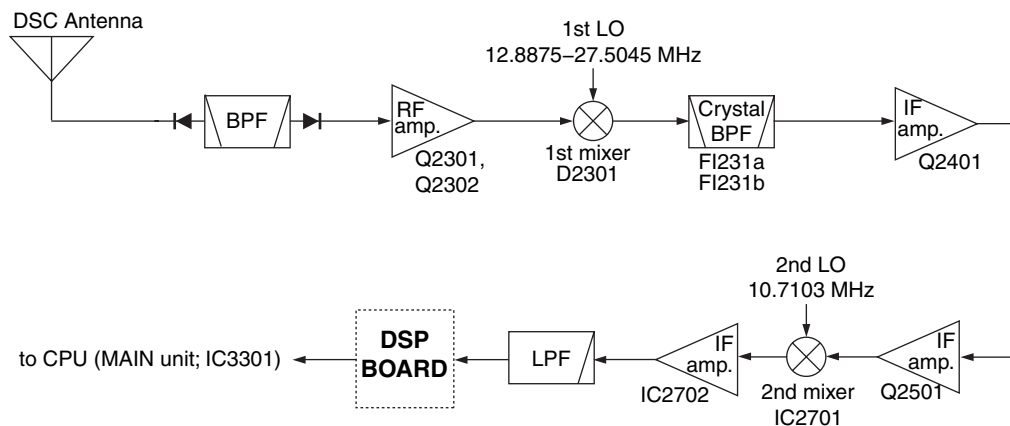 DSC Antenna
BPF
RF
amp.
Q2301,
Q2302
1st LO
12.8875–27.5045 MHz
1st mixer
D2301
Crystal
BPF
FI231a
FI231b
IF
amp.
Q2401
to CPU (MAIN unit; IC3301)
DSP
BOARD
LPF
IF
amp.
IC2702
2nd LO
10.7103 MHz
2nd mixer
IC2701
IF
amp.
Q2501